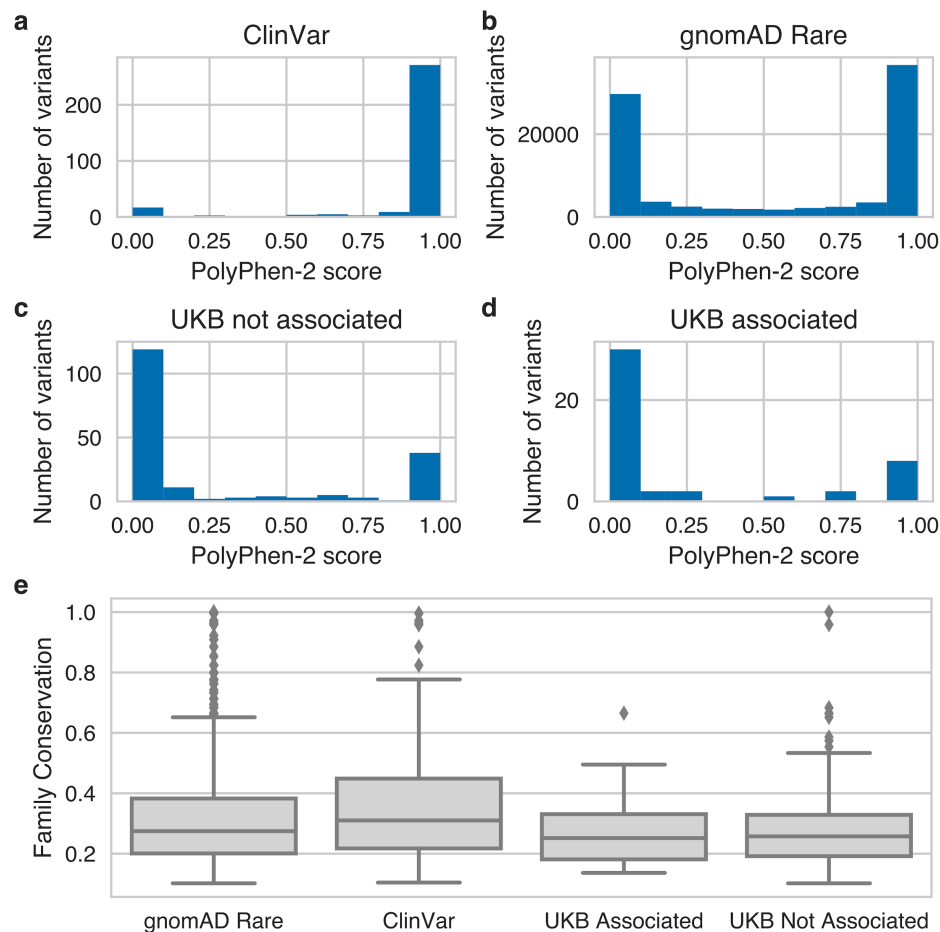 a
ClinVar
Number of variants
200
100
0
0.00 0.25 0.50 0.75 1.00
PolyPhen-2 score
b
gnomAD Rare
Number of variants
20000
0
0.00 0.25 0.50 0.75 1.00
PolyPhen-2 score
c
UKB not associated
Number of variants
100
50
0
0.00 0.25 0.50 0.75 1.00
PolyPhen-2 score
d
UKB associated
Number of variants
20
0
0.00 0.25 0.50 0.75 1.00
PolyPhen-2 score
e
Family Conservation
1.0
0.8
0.6
0.4
0.2
gnomAD Rare ClinVar UKB Associated UKB Not Associated